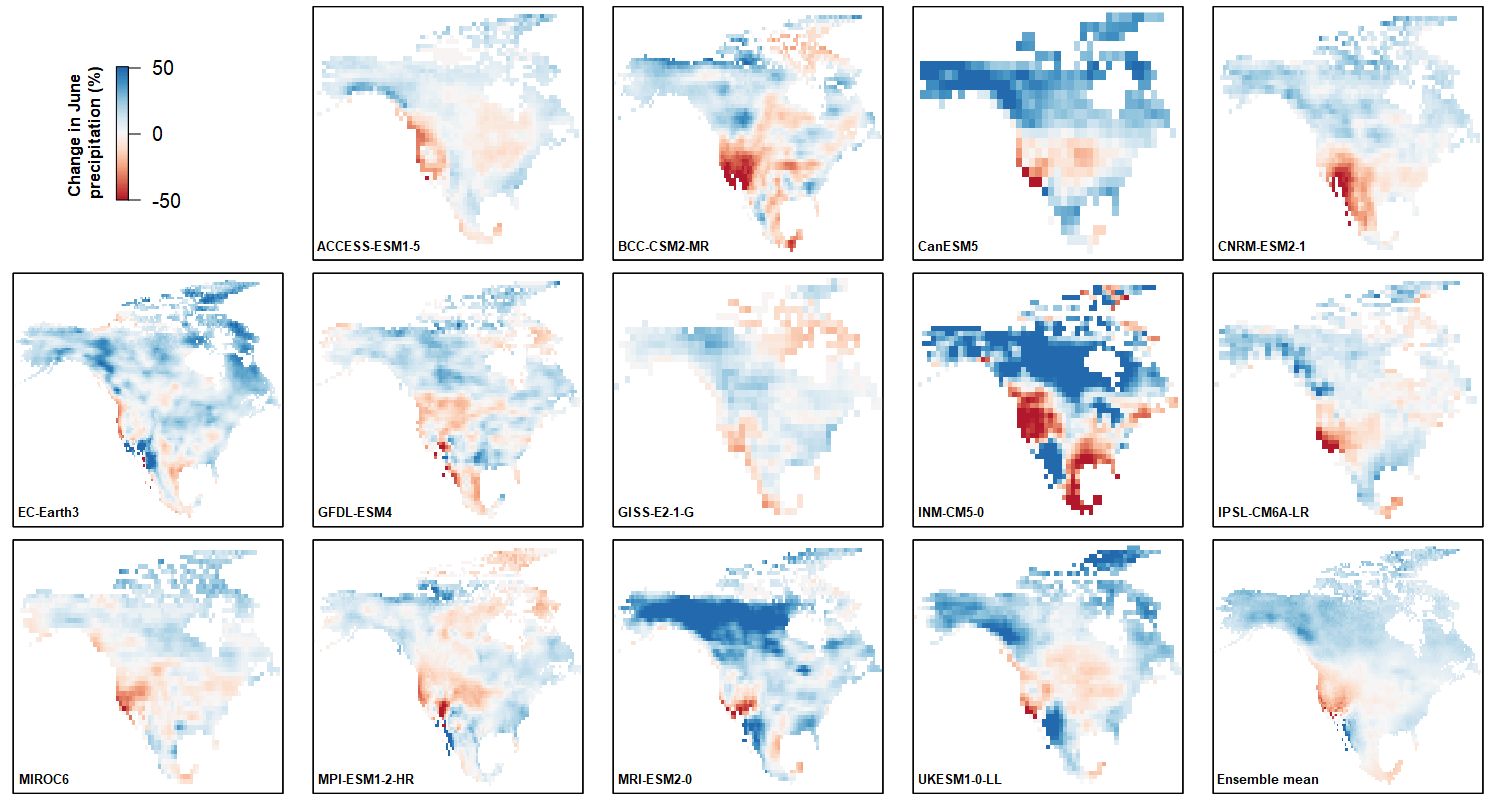 Change in June
precipitation (%)
50
0
-50
ACCESS-ESM1-5
BCC-CSM2-MR
CanESM5
CNRM-ESM2-1
EC-Earth3
GFDL-ESM4
GISS-E2-1-G
INM-CM5-0
IPSL-CM6A-LR
MIROC6
MPI-ESM1-2-HR
MRI-ESM2-0
UKESM1-0-LL
Ensemble mean